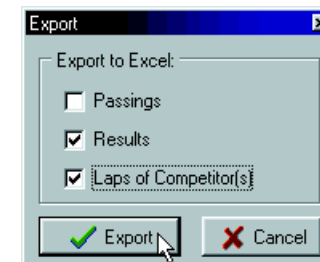 Export
Export to Excel:
Passings
Results
Laps of Competitor(s)
Export
Cancel